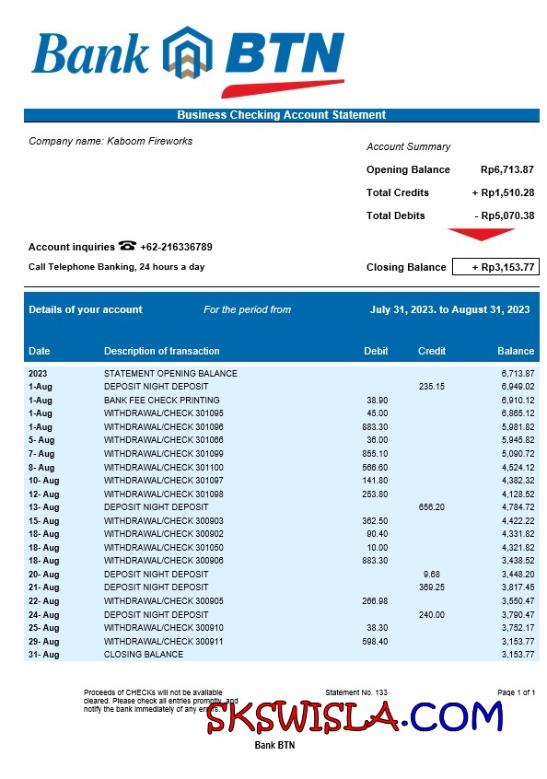 Bank BTN
Business Checking Account Statement
Company name: Kaboom Fireworks
Account Summary
Opening Balance Rp6,713.87
Total Credits + Rp1,510.28
Total Debits - Rp5,070.38
Account inquiries ☎ +62-216336789
Call Telephone Banking, 24 hours a day
Closing Balance + Rp3,153.77
Details of your account For the period from July 31, 2023. to August 31, 2023
Date Description of transaction Debit Credit Balance
2023 STATEMENT OPENING BALANCE 6,713.87
1-Aug DEPOSIT NIGHT DEPOSIT 235.15 6,949.02
1-Aug BANK FEE CHECK PRINTING 38.90 6,910.12
1-Aug WITHDRAWAL/CHECK 301095 45.00 6,865.12
1-Aug WITHDRAWAL/CHECK 301096 883.30 5,981.82
5- Aug WITHDRAWAL/CHECK 301066 36.00 5,945.82
7- Aug WITHDRAWAL/CHECK 301099 855.10 5,090.72
8- Aug WITHDRAWAL/CHECK 301100 566.60 4,524.12
10- Aug WITHDRAWAL/CHECK 301097 141.80 4,382.32
12- Aug WITHDRAWAL/CHECK 301098 253.80 4,128.52
13- Aug DEPOSIT NIGHT DEPOSIT 656.20 4,784.72
15- Aug WITHDRAWAL/CHECK 300903 362.50 4,422.22
18- Aug WITHDRAWAL/CHECK 300902 90.40 4,331.82
18- Aug WITHDRAWAL/CHECK 301050 10.00 4,321.82
18- Aug WITHDRAWAL/CHECK 300906 883.30 3,438.52
20- Aug DEPOSIT NIGHT DEPOSIT 9.68 3,448.20
21- Aug DEPOSIT NIGHT DEPOSIT 369.25 3,817.45
22- Aug WITHDRAWAL/CHECK 300905 266.98 3,550.47
24- Aug DEPOSIT NIGHT DEPOSIT 240.00 3,790.47
25- Aug WITHDRAWAL/CHECK 300910 38.30 3,752.17
29- Aug WITHDRAWAL/CHECK 300911 598.40 3,153.77
31- Aug CLOSING BALANCE 3,153.77
Proceeds of CHECKs will not be available Statement No. 133 Page 1 of 1
cleared. Please check all entries promptly, and
notify the bank immediately of any
SKSWISLA.COM
Bank BTN